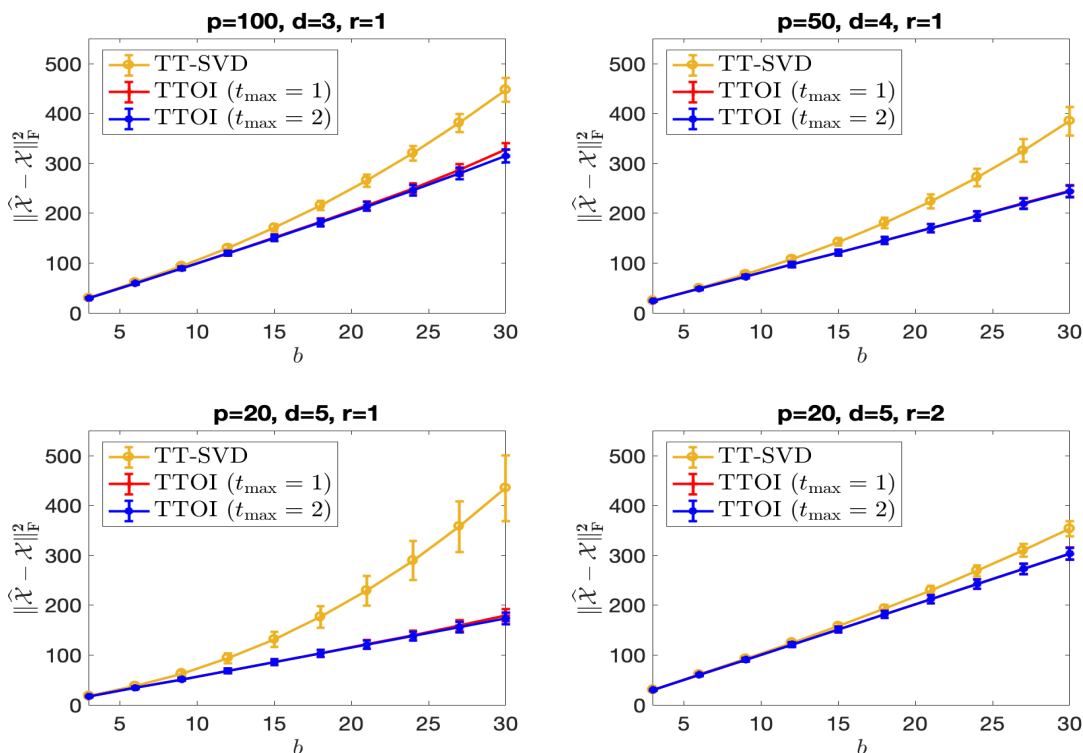 p=100, d=3, r=1
TT-SVD
TTOI (t_max = 1)
TTOI (t_max = 2)
500
400
300
200
100
0
5 10 15 20 25 30
b
‖X̂ − X‖²_F
p=50, d=4, r=1
TT-SVD
TTOI (t_max = 1)
TTOI (t_max = 2)
500
400
300
200
100
0
5 10 15 20 25 30
b
‖X̂ − X‖²_F
p=20, d=5, r=1
TT-SVD
TTOI (t_max = 1)
TTOI (t_max = 2)
500
400
300
200
100
0
5 10 15 20 25 30
b
‖X̂ − X‖²_F
p=20, d=5, r=2
TT-SVD
TTOI (t_max = 1)
TTOI (t_max = 2)
500
400
300
200
100
0
5 10 15 20 25 30
b
‖X̂ − X‖²_F